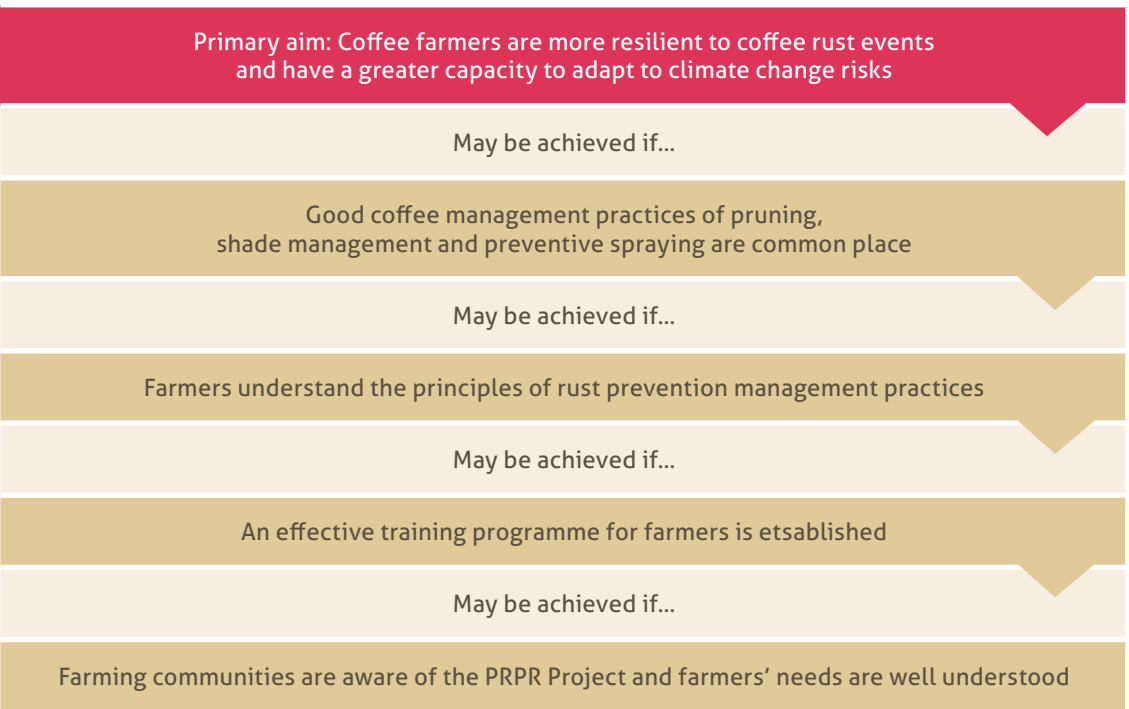 Primary aim: Coffee farmers are more resilient to coffee rust events
and have a greater capacity to adapt to climate change risks
May be achieved if...
Good coffee management practices of pruning,
shade management and preventive spraying are common place
May be achieved if...
Farmers understand the principles of rust prevention management practices
May be achieved if...
An effective training programme for farmers is etsablished
May be achieved if...
Farming communities are aware of the PRPR Project and farmers’ needs are well understood